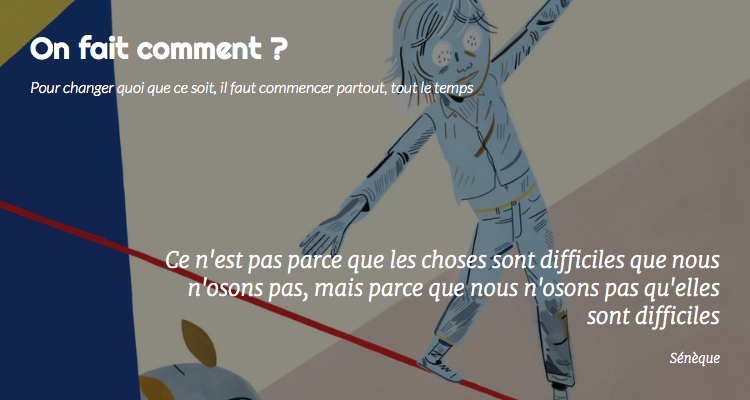 On fait comment ?
Pour changer quoi que ce soit, il faut commencer partout, tout le temps
Ce n'est pas parce que les choses sont difficiles que nous
n'osons pas, mais parce que nous n'osons pas qu'elles
sont difficiles
Sénèque